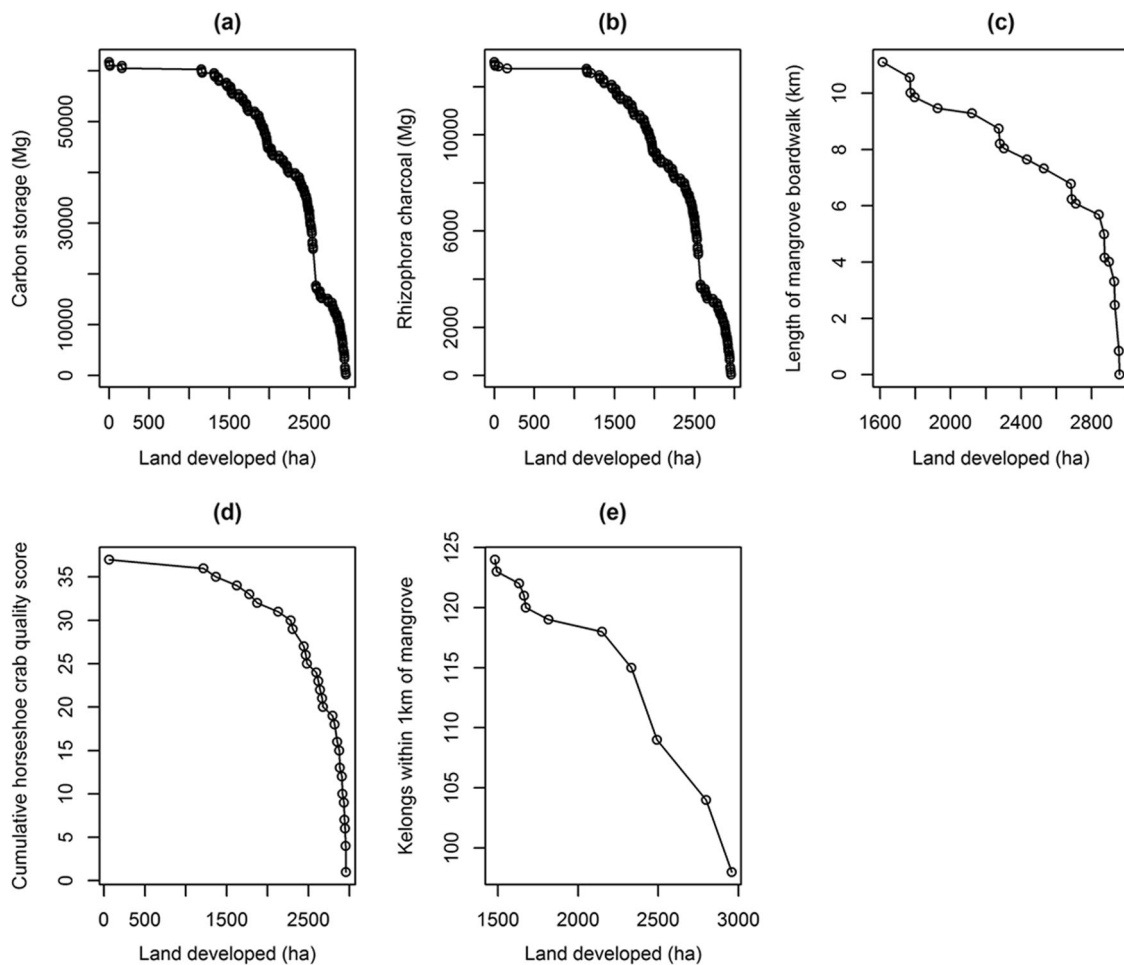 (a)
Carbon storage (Mg)
0 10000 30000 50000
0 500 1500 2500
Land developed (ha)
(b)
Rhizophora charcoal (Mg)
0 2000 6000 10000
0 500 1500 2500
Land developed (ha)
(c)
Length of mangrove boardwalk (km)
0 2 4 6 8 10
1600 2000 2400 2800
Land developed (ha)
(d)
Cumulative horseshoe crab quality score
0 5 10 15 20 25 30 35
0 500 1500 2500
Land developed (ha)
(e)
Kelongs within 1km of mangrove
100 105 110 115 120 125
1500 2000 2500 3000
Land developed (ha)